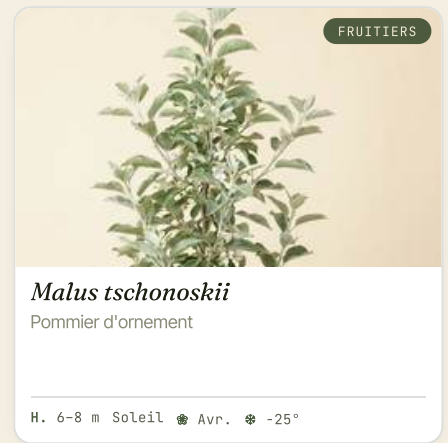 FRUITIERS
Malus tschonoskii
Pommier d'ornement
H. 6–8 m Soleil ❀ Avr. ❄ -25°